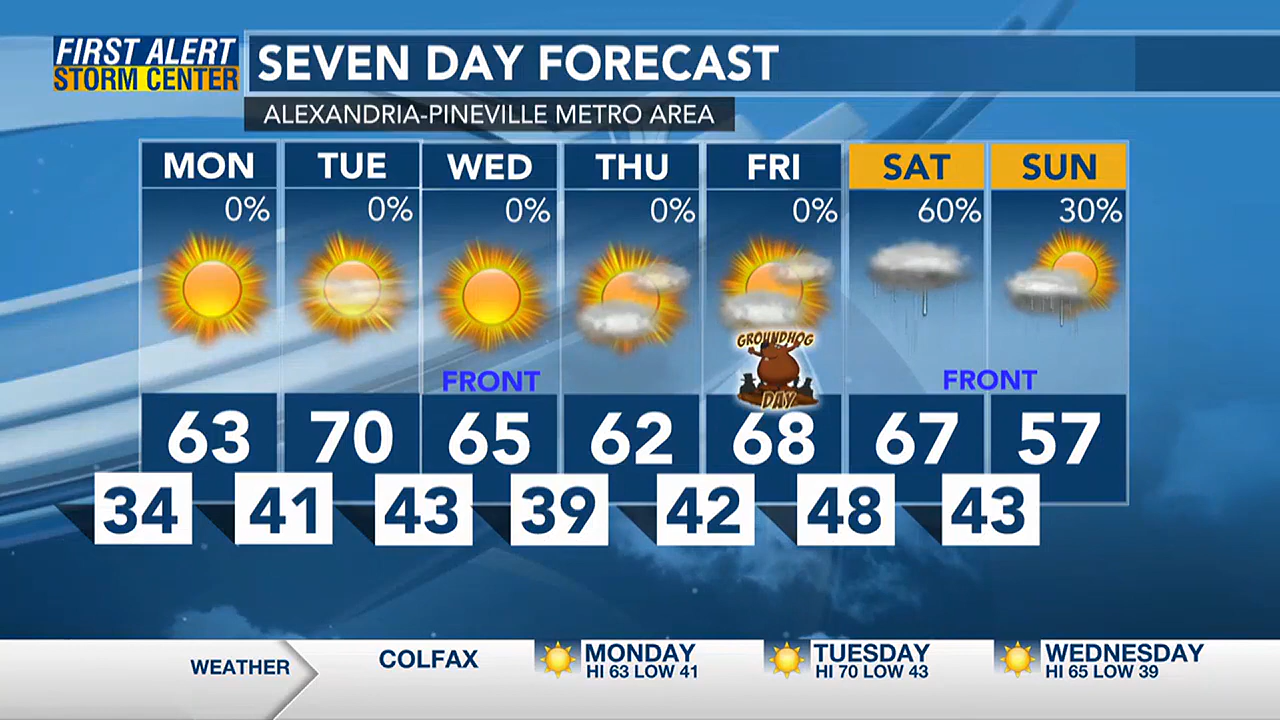 FIRST ALERT
STORM CENTER
SEVEN DAY FORECAST
ALEXANDRIA-PINEVILLE METRO AREA
MON TUE WED THU FRI SAT SUN
0% 0% 0% 0% 0% 60% 30%
GROUNDHOG
DAY
FRONT FRONT
63 70 65 62 68 67 57
34 41 43 39 42 48 43
WEATHER COLFAX
MONDAY
HI 63 LOW 41
TUESDAY
HI 70 LOW 43
WEDNESDAY
HI 65 LOW 39